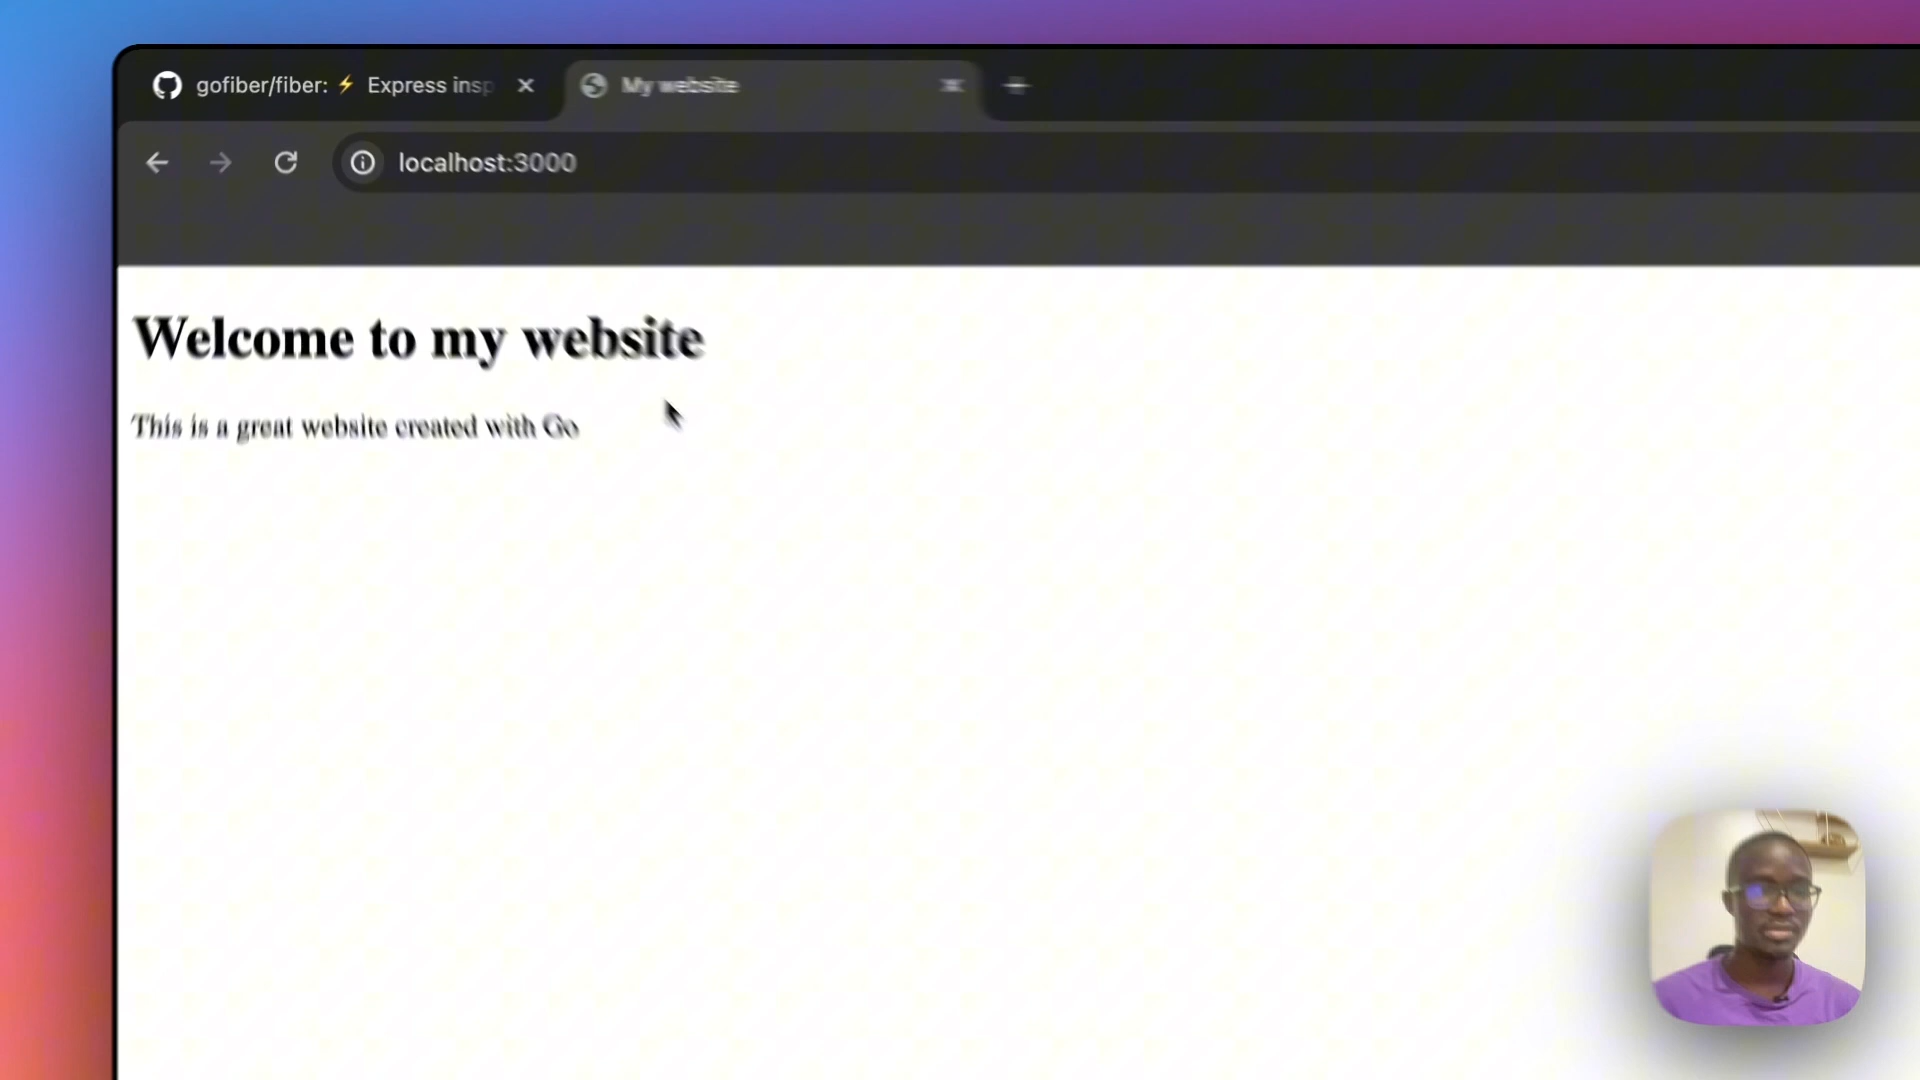 gofiber/fiber: ⚡ Express insp
My website
localhost:3000
Welcome to my website
This is a great website created with Go